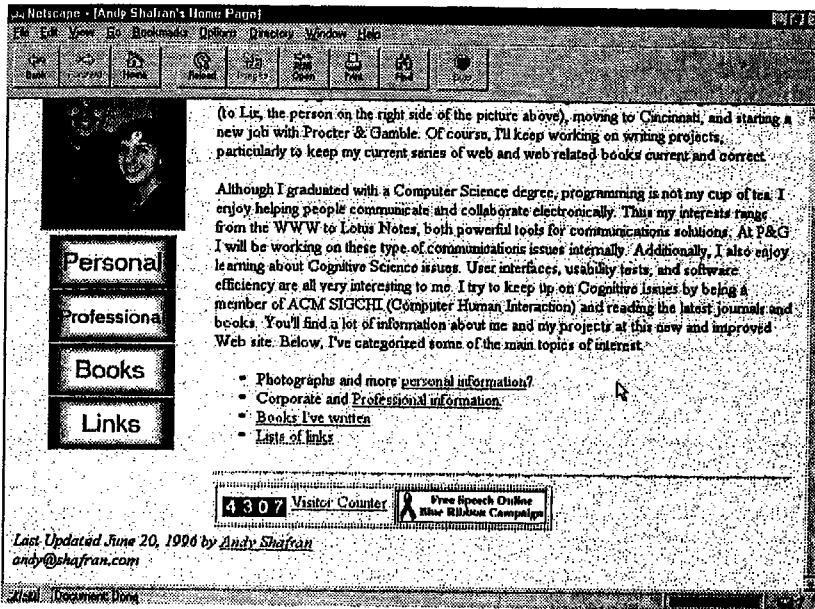 Netscape - [Andy Shafran's Home Page]
File Edit View Go Bookmarks Options Directory Window Help
Back Forward Home Reload Images Open Print Find Stop
(to Liz, the person on the right side of the picture above), moving to Cincinnati, and starting a
new job with Procter & Gamble. Of course, I'll keep working on writing projects,
particularly to keep my current series of web and web related books current and correct.
Although I graduated with a Computer Science degree, programming is not my cup of tea. I
enjoy helping people communicate and collaborate electronically. Thus my interests range
from the WWW to Lotus Notes, both powerful tools for communications solutions. At P&G
I will be working on these type of communications issues internally. Additionally, I also enjoy
learning about Cognitive Science issues. User interfaces, usability tests, and software
efficiency are all very interesting to me. I try to keep up on Cognitive issues by being a
member of ACM SIGCHI (Computer Human Interaction) and reading the latest journals and
books. You'll find a lot of information about me and my projects at this new and improved
Web site. Below, I've categorized some of the main topics of interest.
Personal
Professional
Books
Links
• Photographs and more personal information?
• Corporate and Professional information.
• Books I've written
• Lists of links
4307 Visitor Counter
Free Speech Online
Blue Ribbon Campaign
Last Updated June 20, 1996 by Andy Shafran
andy@shafran.com
Document: Done